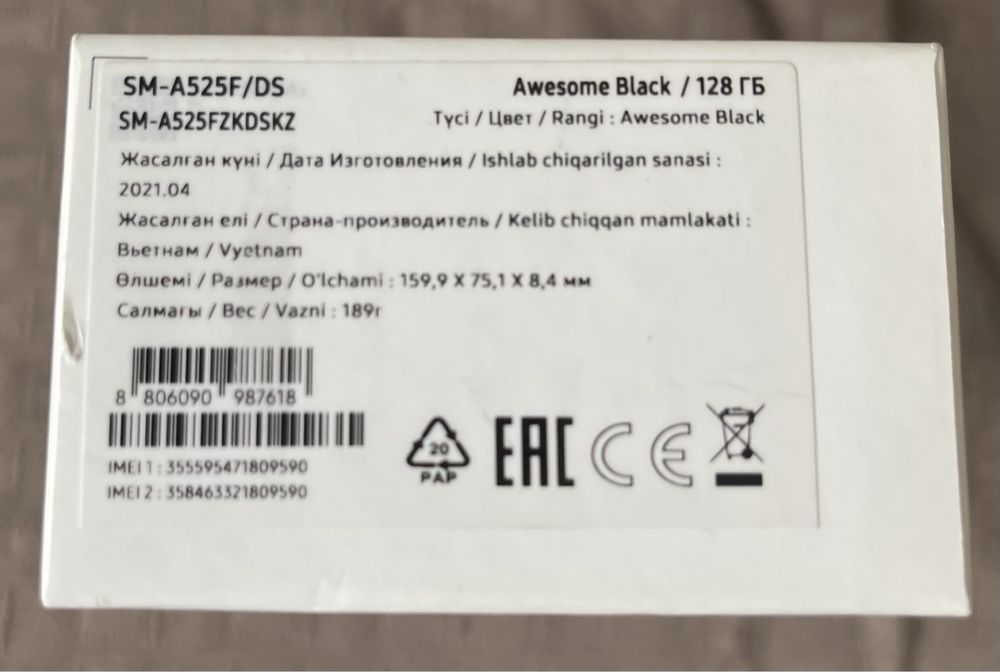 SM-A525F/DS
Awesome Black / 128 ГБ
SM-A525FZKDSKZ
Түсі / Цвет / Rangi : Awesome Black
Жасалған күні / Дата Изготовления / Ishlab chiqarilgan sanasi :
2021.04
Жасалған елі / Страна-производитель / Kelib chiqqan mamlakati :
Вьетнам / Vyetnam
Өлшемі / Размер / O'lchami : 159,9 X 75,1 X 8,4 мм
Салмағы / Вес / Vazni : 189г
8 806090 987618
IMEI 1 : 355595471809590
IMEI 2 : 358463321809590
20
PAP
EAC
CE